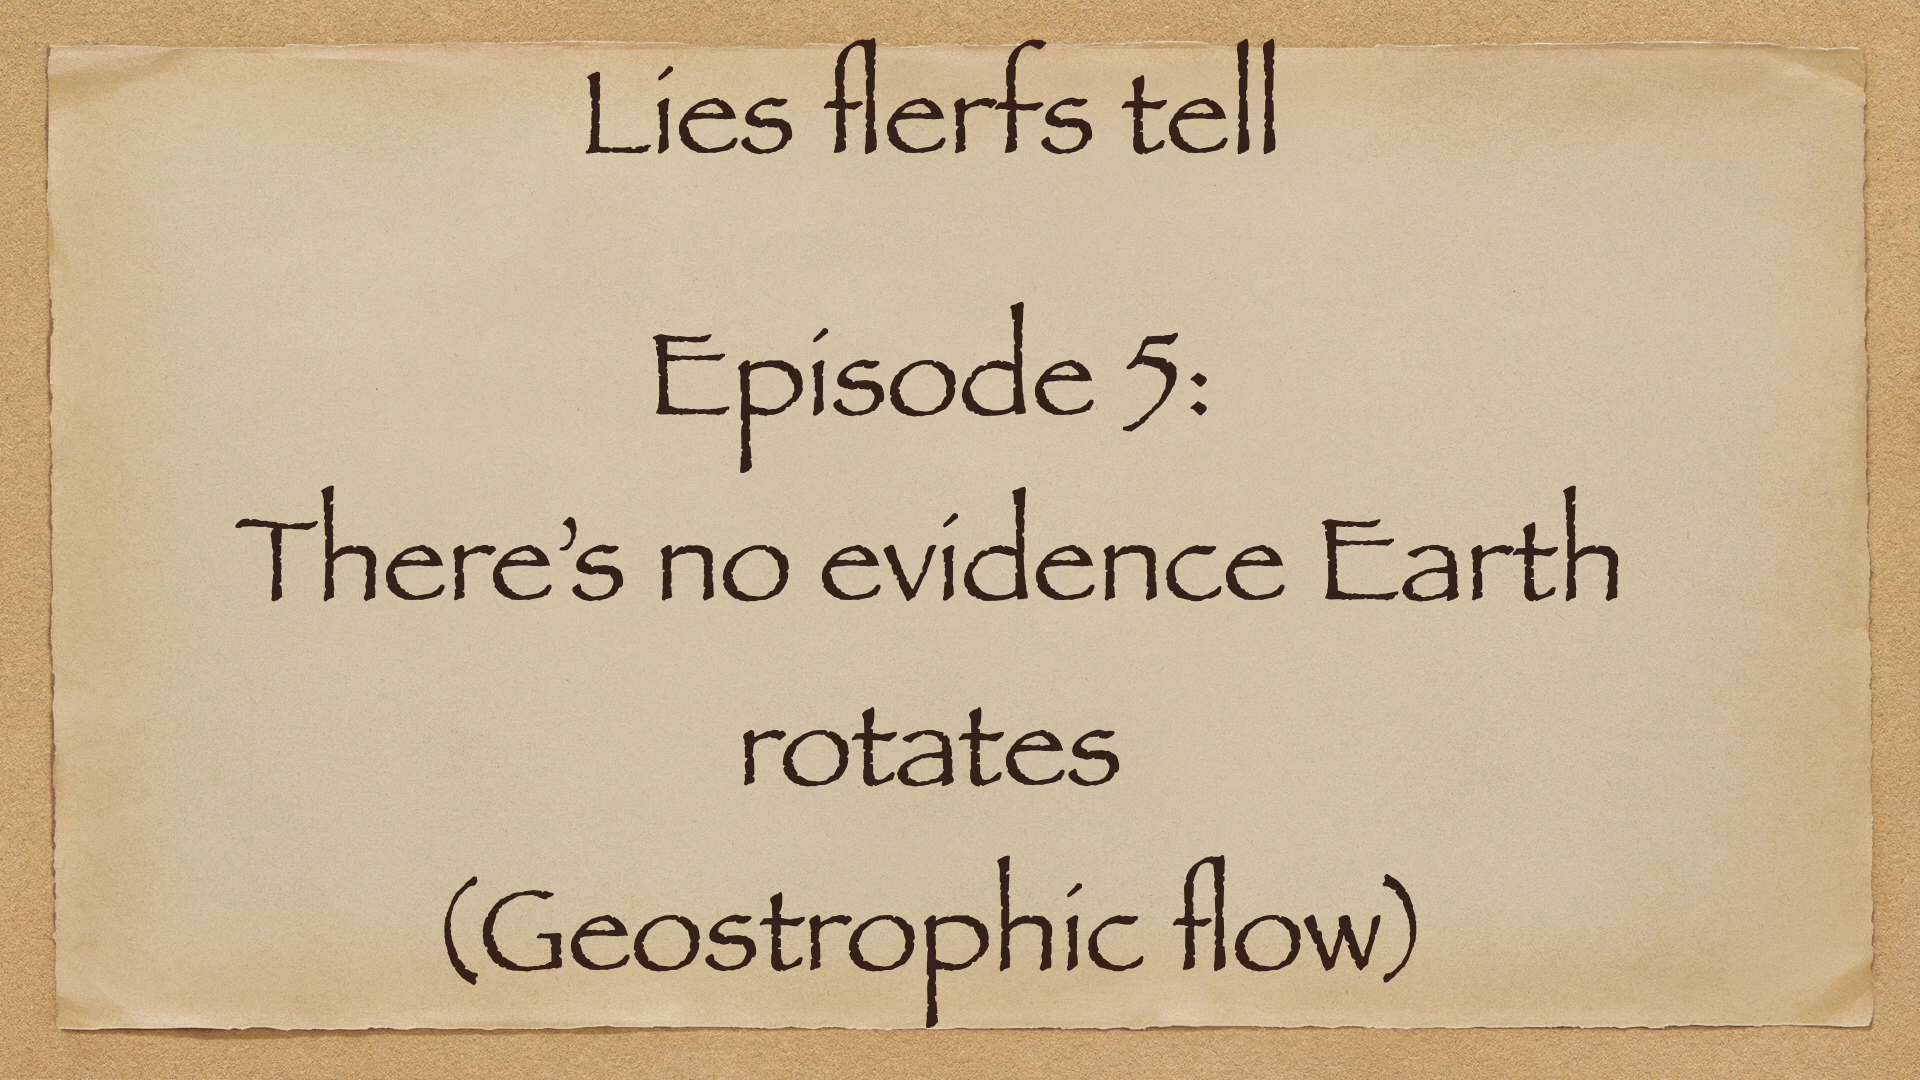 Lies flerfs tell
Episode 5:
There’s no evidence Earth
rotates
(Geostrophic flow)